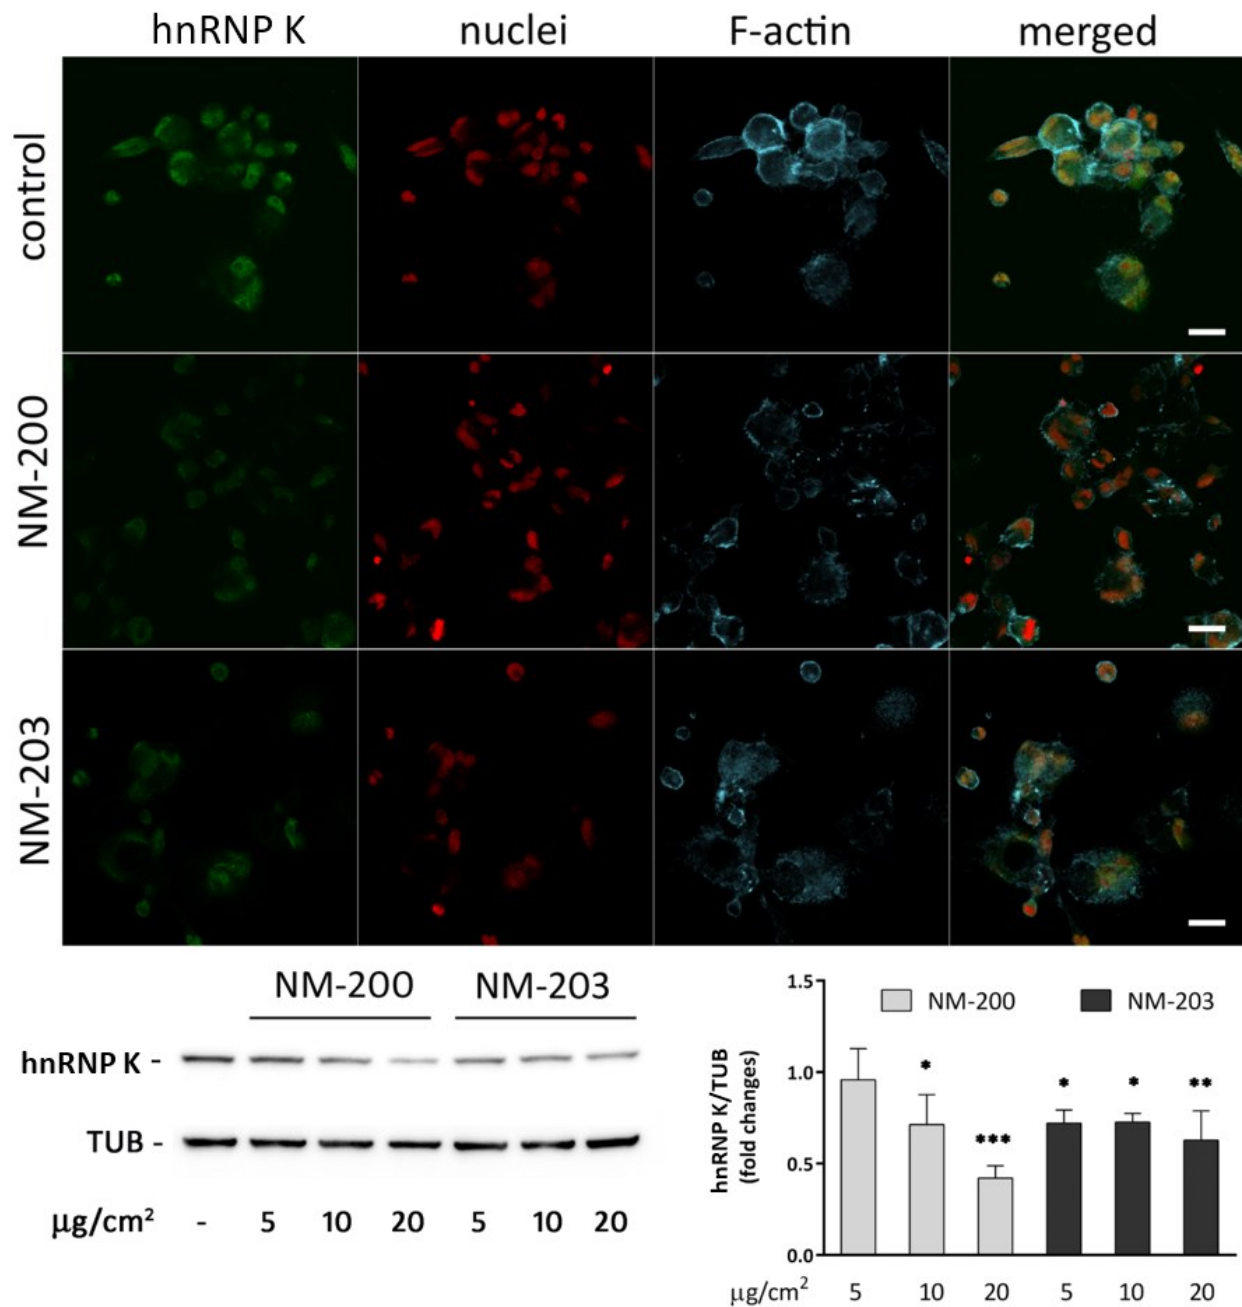 hnRNP K nuclei F-actin merged
control
NM-200
NM-203
NM-200 NM-203
hnRNP K -
TUB -
µg/cm² - 5 10 20 5 10 20
1.5
1.0
0.5
0.0
hnRNP K/TUB
(fold changes)
NM-200 NM-203
* *** * * **
µg/cm² 5 10 20 5 10 20